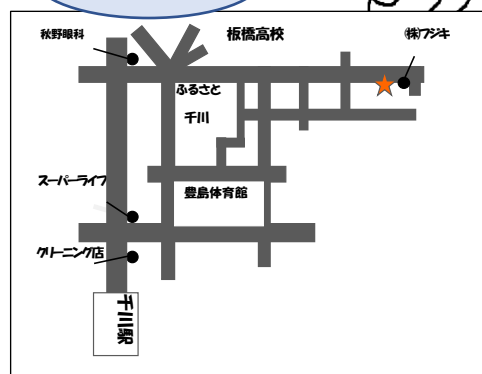 秋野眼科
板橋高校
㈱フジキ
ふるさと
千川
スーパーライフ
豊島体育館
クリーニング店
千川駅